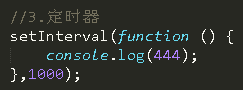 //3.定时器
setInterval(function () {
    console.log(444);
},1000);